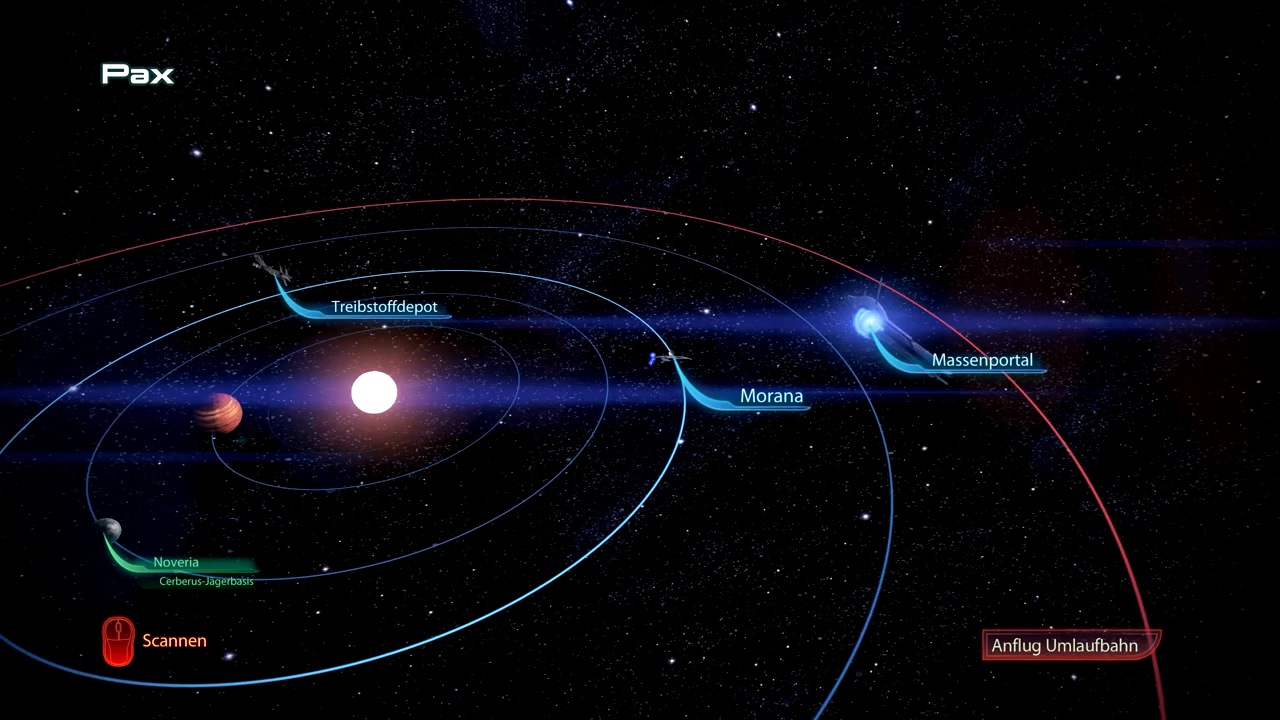 Pax
Treibstoffdepot
Massenportal
Morana
Noveria
Cerberus-Jägerbasis
Scannen
Anflug Umlaufbahn